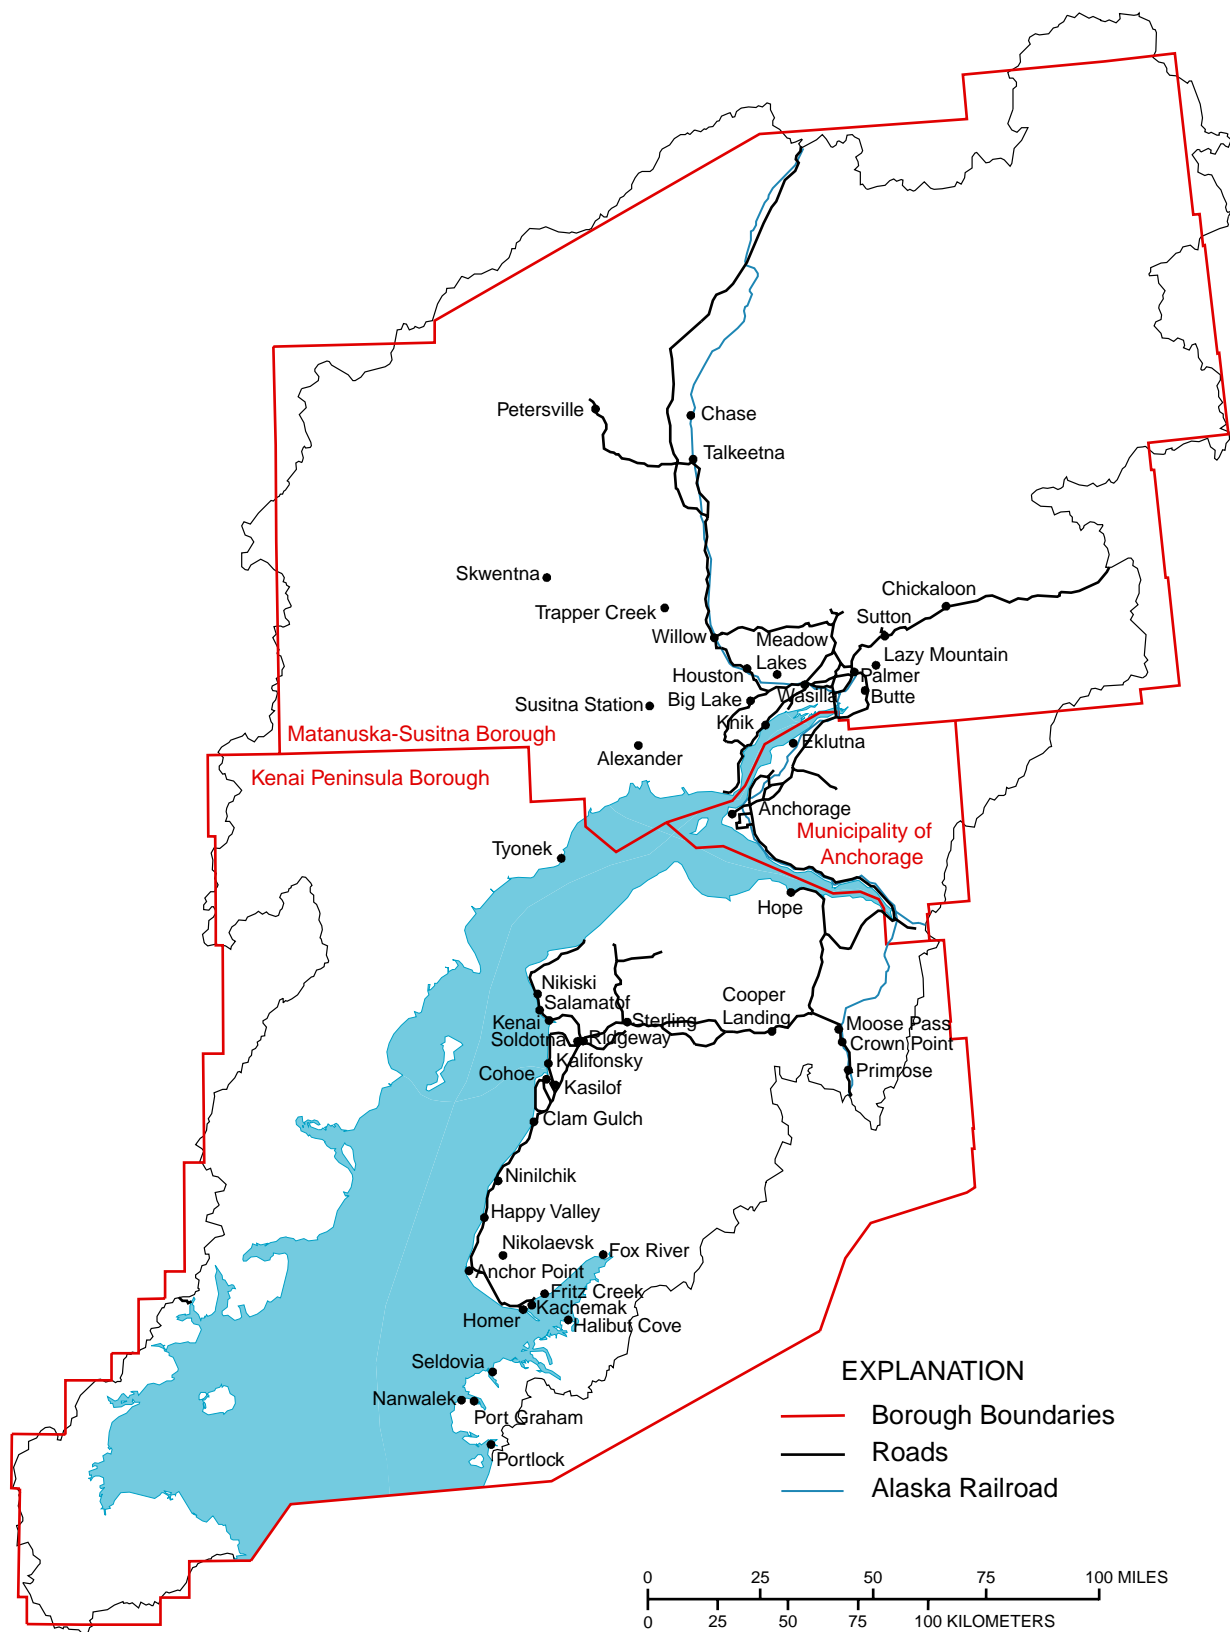 Petersville
Chase
Talkeetna
Skwentna
Trapper Creek
Chickaloon
Sutton
Willow
Meadow
Lakes
Lazy Mountain
Houston
Palmer
Big Lake
Wasilla
Butte
Susitna Station
Knik
Matanuska-Susitna Borough
Alexander
Eklutna
Kenai Peninsula Borough
Anchorage
Municipality of
Anchorage
Tyonek
Hope
Nikiski
Salamatof
Cooper
Landing
Kenai
Sterling
Moose Pass
Soldotna
Ridgeway
Crown Point
Kalifonsky
Cohoe
Primrose
Kasilof
Clam Gulch
Ninilchik
Happy Valley
Nikolaevsk
Fox River
Anchor Point
Fritz Creek
Kachemak
Homer
Halibut Cove
Seldovia
Nanwalek
Port Graham
Portlock
EXPLANATION
Borough Boundaries
Roads
Alaska Railroad
0 25 50 75 100 MILES
0 25 50 75 100 KILOMETERS